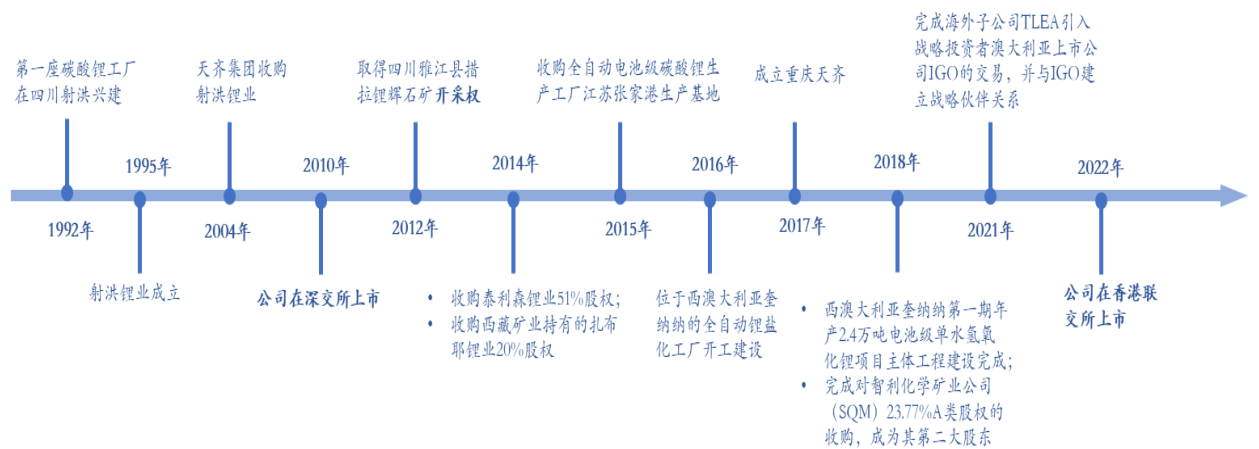 第一座碳酸锂工厂
在四川射洪兴建
1992年
1995年
射洪锂业成立
天齐集团收购
射洪锂业
2004年
2010年
公司在深交所上市
取得四川雅江县措
拉锂辉石矿开采权
2012年
2014年
• 收购泰利森锂业51%股权；
• 收购西藏矿业持有的扎布
耶锂业20%股权
收购全自动电池级碳酸锂生
产工厂江苏张家港生产基地
2015年
2016年
位于西澳大利亚奎
纳纳的全自动锂盐
化工厂开工建设
成立重庆天齐
2017年
2018年
• 西澳大利亚奎纳纳第一期年
产2.4万吨电池级单水氢氧
化锂项目主体工程建设完成；
• 完成对智利化学矿业公司
（SQM）23.77%A类股权的
收购，成为其第二大股东
完成海外子公司TLEA引入
战略投资者澳大利亚上市公
司IGO的交易，并与IGO建
立战略伙伴关系
2021年
2022年
公司在香港联
交所上市